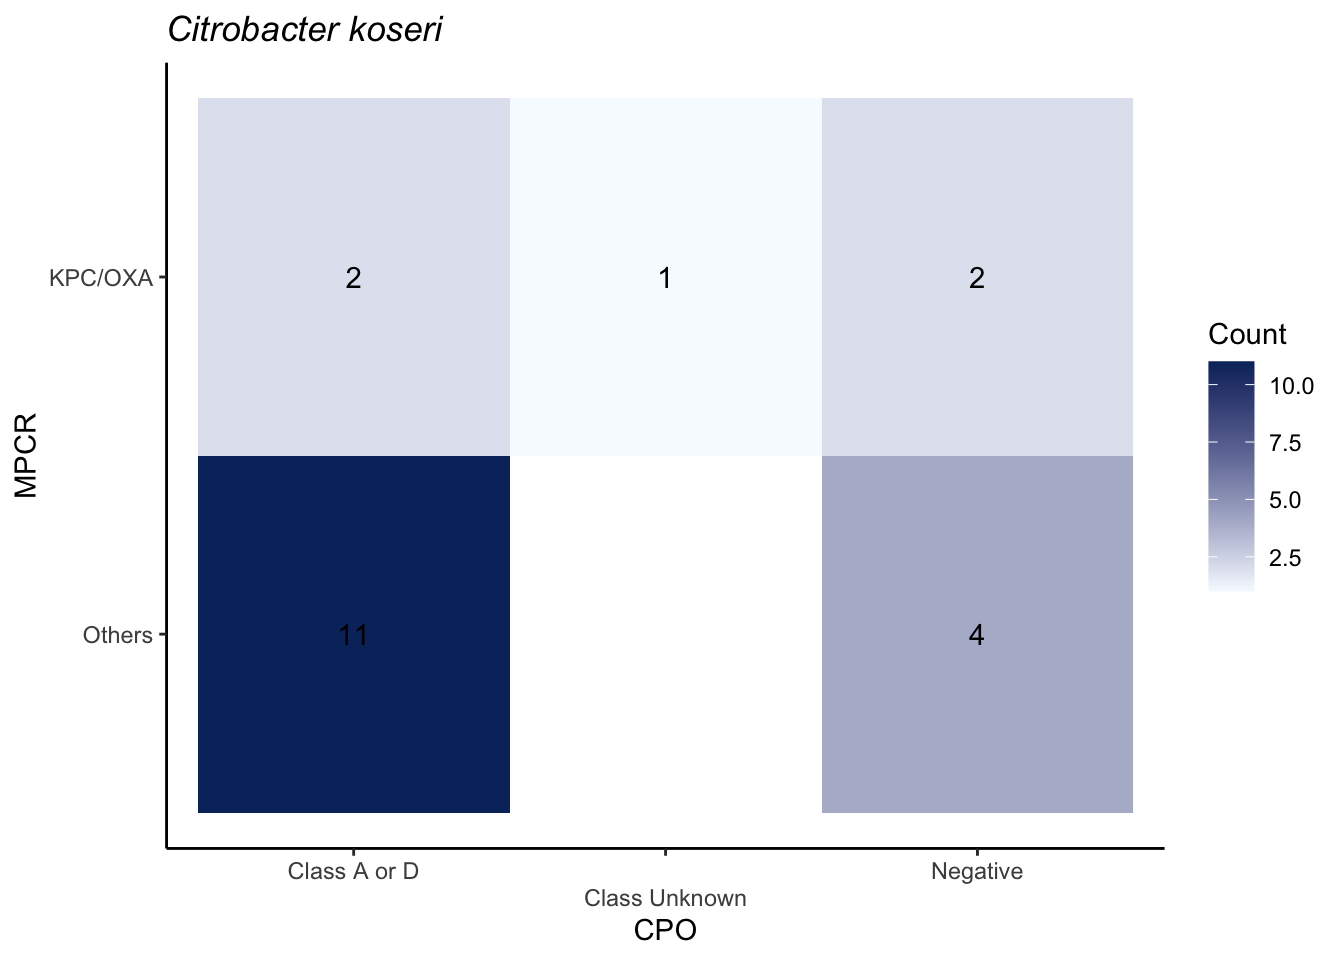 Citrobacter koseri
MPCR
KPC/OXA
Others
2
1
2
11
4
Class A or D
Class Unknown
Negative
CPO
Count
10.0
7.5
5.0
2.5